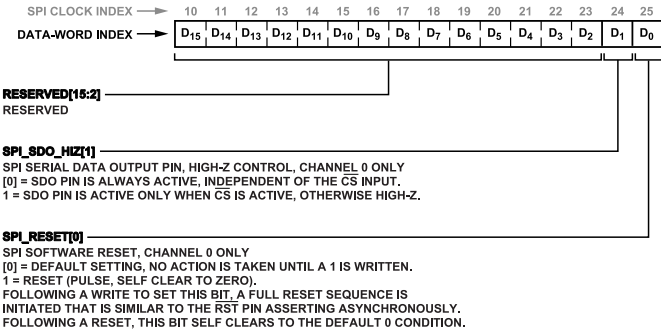 SPI CLOCK INDEX 10 11 12 13 14 15 16 17 18 19 20 21 22 23 24 25
DATA-WORD INDEX D15 D14 D13 D12 D11 D10 D9 D8 D7 D6 D5 D4 D3 D2 D1 D0
RESERVED[15:2]
RESERVED
SPI_SDO_HIZ[1]
SPI SERIAL DATA OUTPUT PIN, HIGH-Z CONTROL, CHANNEL 0 ONLY
[0] = SDO PIN IS ALWAYS ACTIVE, INDEPENDENT OF THE CS INPUT.
1 = SDO PIN IS ACTIVE ONLY WHEN CS IS ACTIVE, OTHERWISE HIGH-Z.
SPI_RESET[0]
SPI SOFTWARE RESET, CHANNEL 0 ONLY
[0] = DEFAULT SETTING, NO ACTION IS TAKEN UNTIL A 1 IS WRITTEN.
1 = RESET (PULSE, SELF CLEAR TO ZERO).
FOLLOWING A WRITE TO SET THIS BIT, A FULL RESET SEQUENCE IS
INITIATED THAT IS SIMILAR TO THE RST PIN ASSERTING ASYNCHRONOUSLY.
FOLLOWING A RESET, THIS BIT SELF CLEARS TO THE DEFAULT 0 CONDITION.